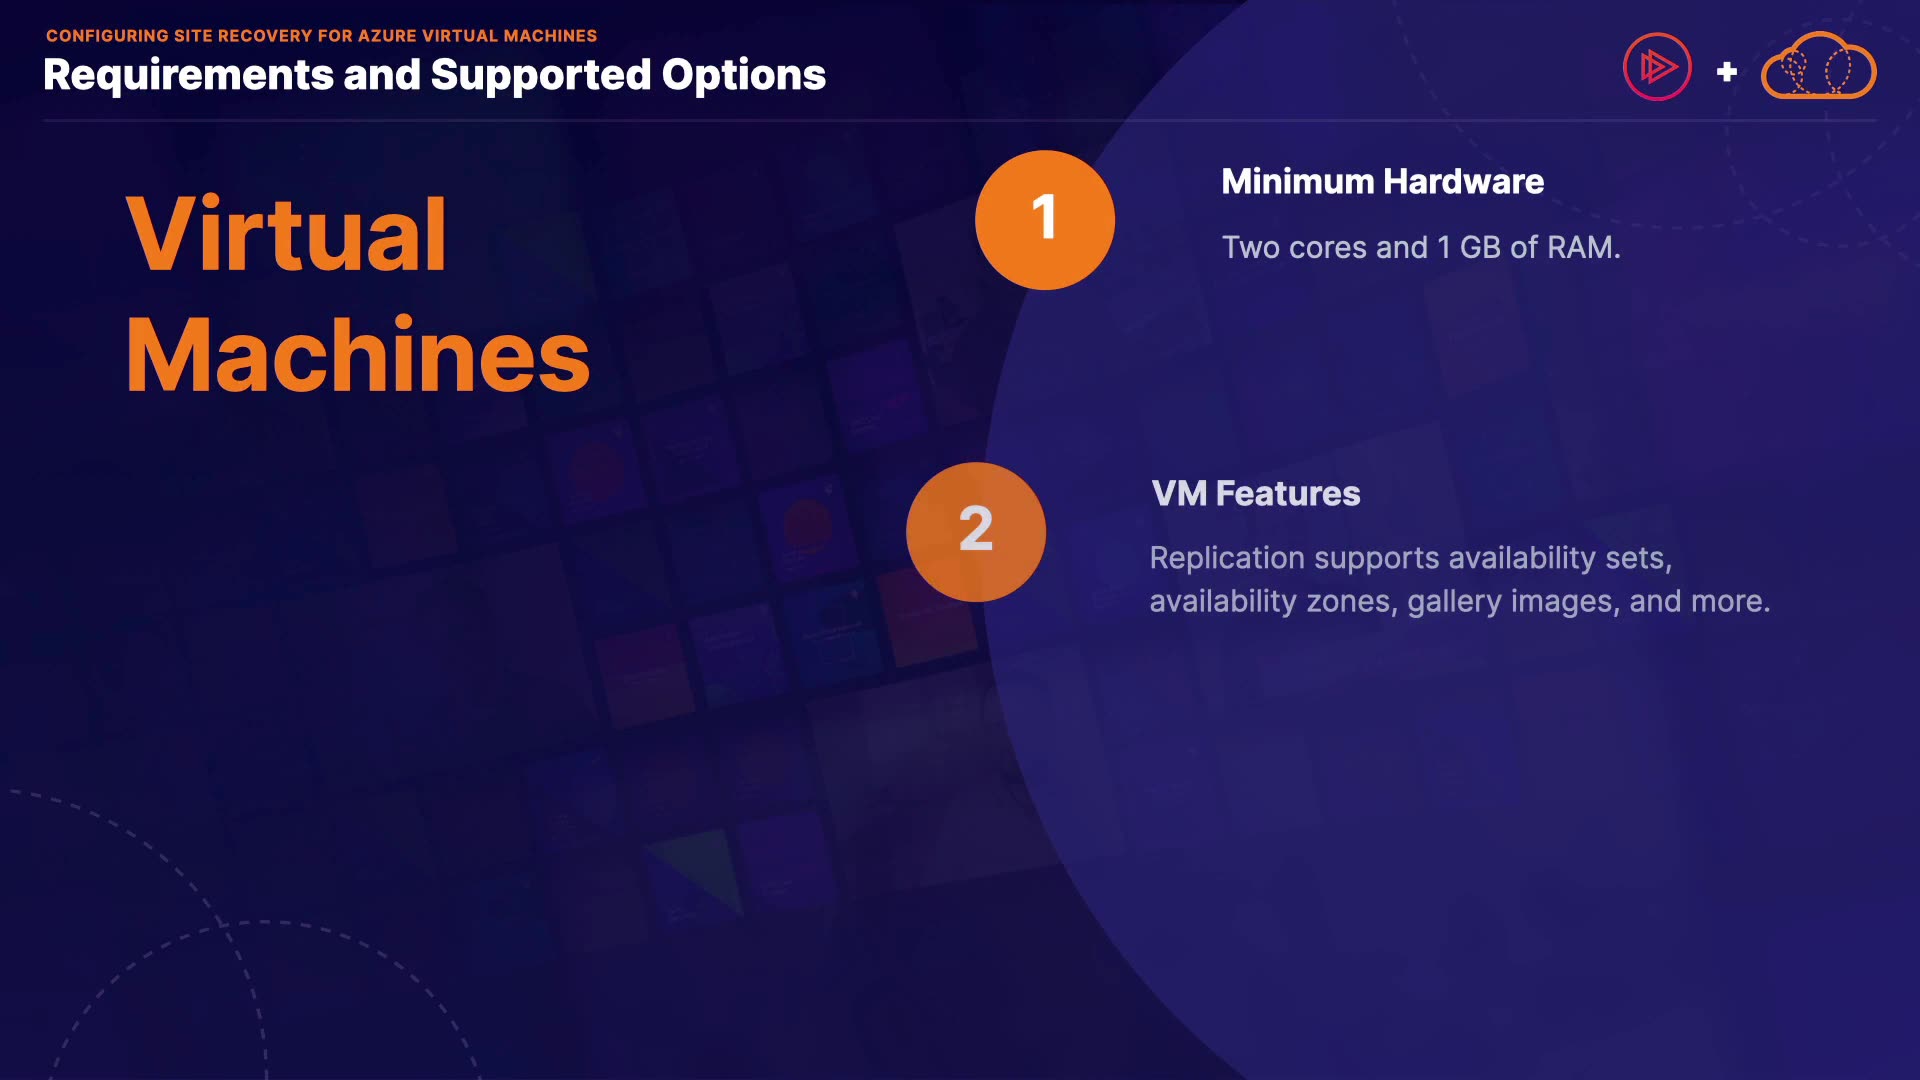 CONFIGURING SITE RECOVERY FOR AZURE VIRTUAL MACHINES
Requirements and Supported Options
+
Virtual
Machines
1
Minimum Hardware
Two cores and 1 GB of RAM.
2
VM Features
Replication supports availability sets,
availability zones, gallery images, and more.